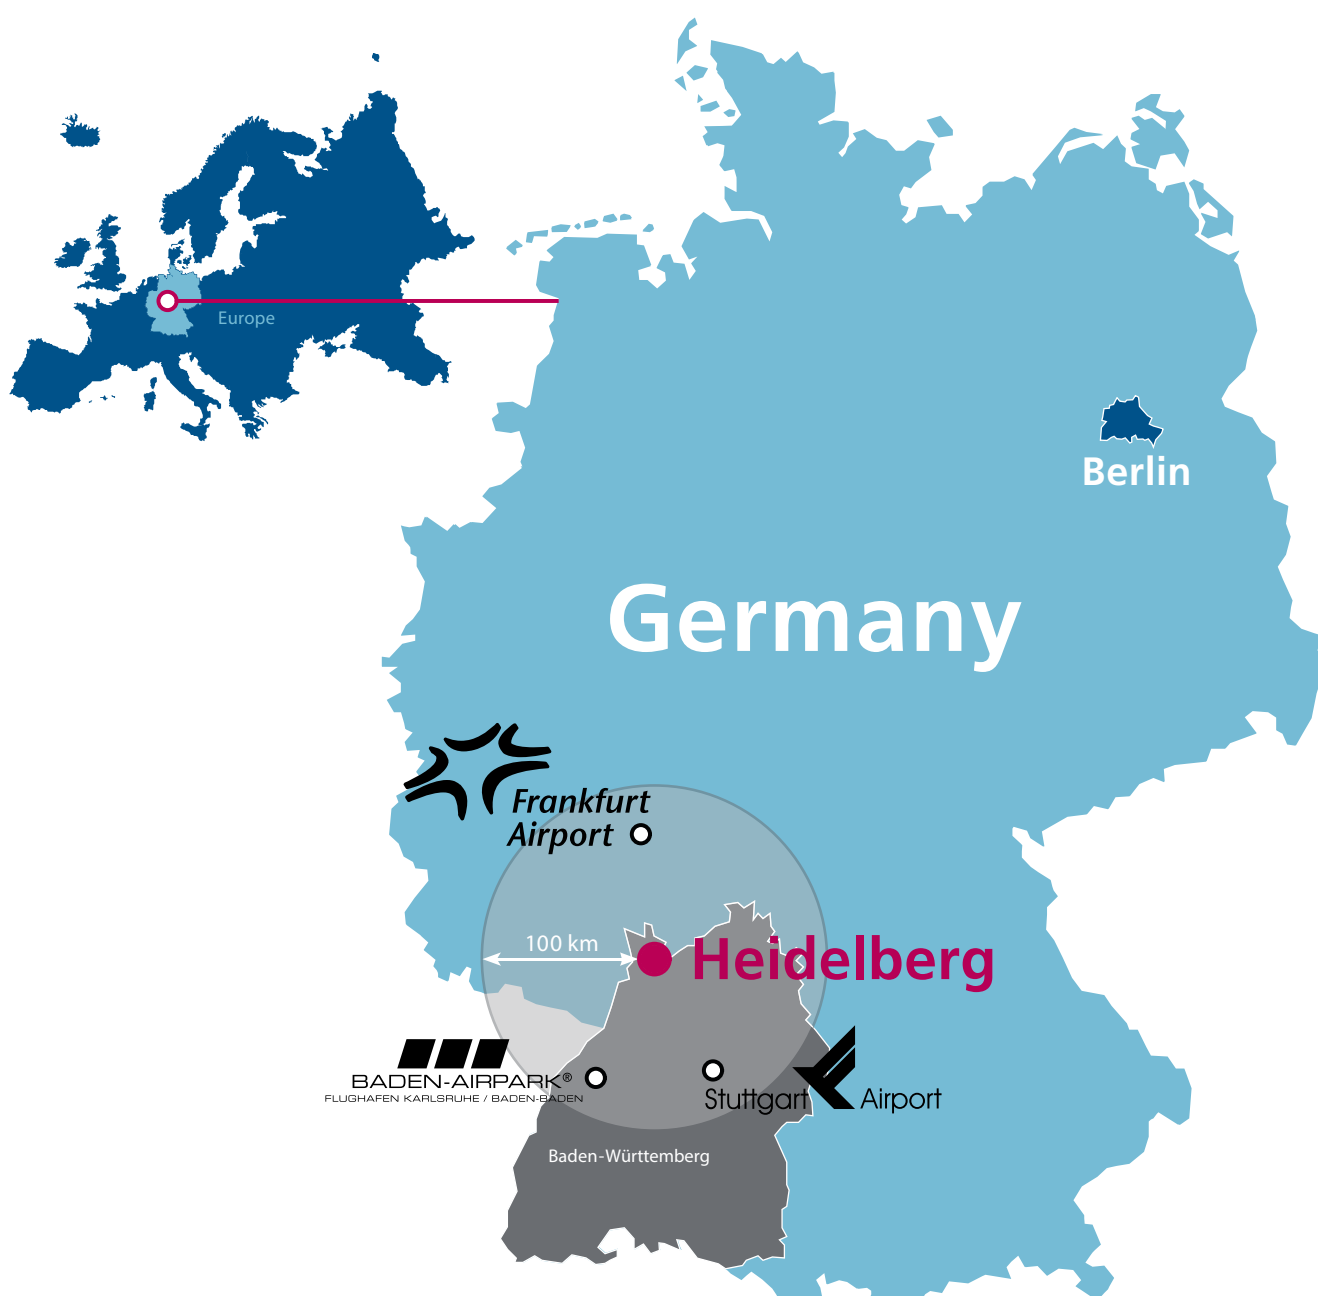 Europe
Berlin
Germany
Frankfurt
Airport
100 km
Heidelberg
BADEN-AIRPARK®
FLUGHAFEN KARLSRUHE / BADEN-BADEN
Stuttgart Airport
Baden-Württemberg